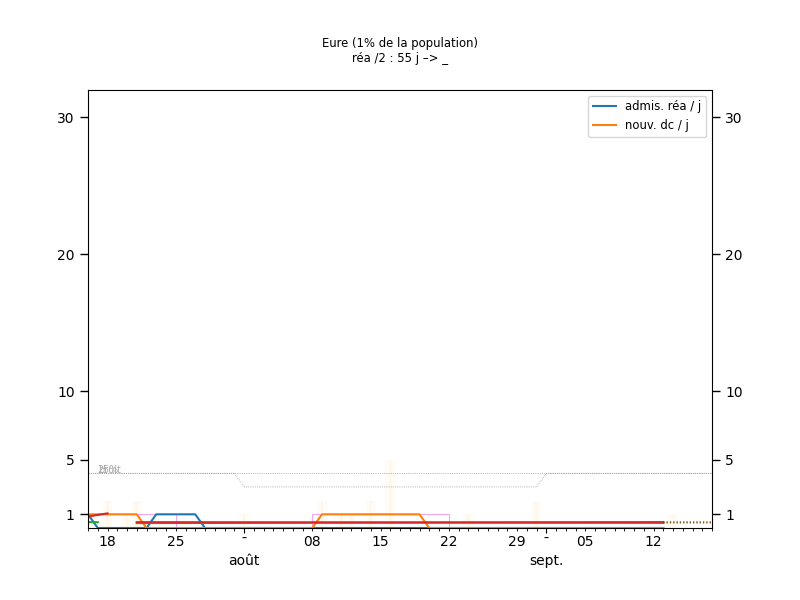 Eure (1% de la population)
réa /2 : 55 j –> _
admis. réa / j
nouv. dc / j
30 30
20 20
10 10
5 5
1 1
18 25 - 08 15 22 29 - 05 12
août sept.